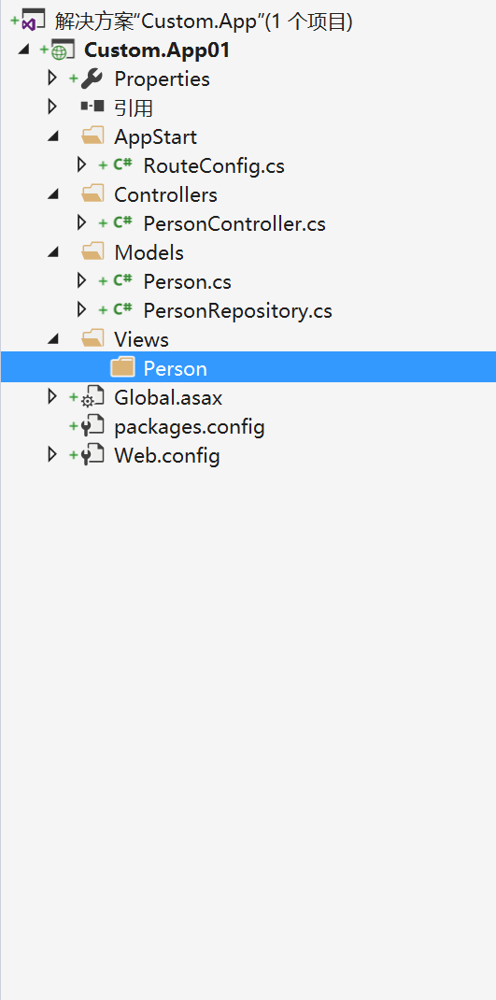 解决方案“Custom.App”(1 个项目)
Custom.App01
Properties
引用
AppStart
C# RouteConfig.cs
Controllers
C# PersonController.cs
Models
C# Person.cs
C# PersonRepository.cs
Views
Person
Global.asax
packages.config
Web.config